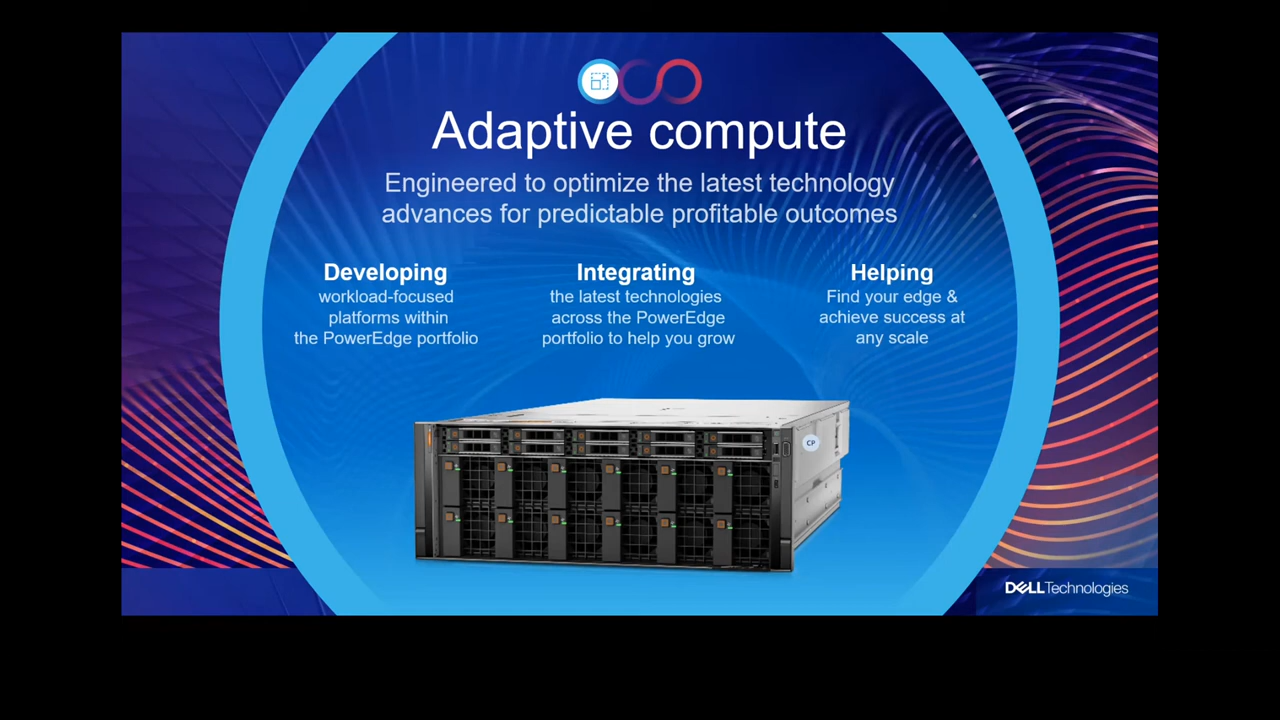 Adaptive compute
Engineered to optimize the latest technology
advances for predictable profitable outcomes
Developing
workload-focused
platforms within
the PowerEdge portfolio
Integrating
the latest technologies
across the PowerEdge
portfolio to help you grow
Helping
Find your edge &
achieve success at
any scale
CP
DELL Technologies